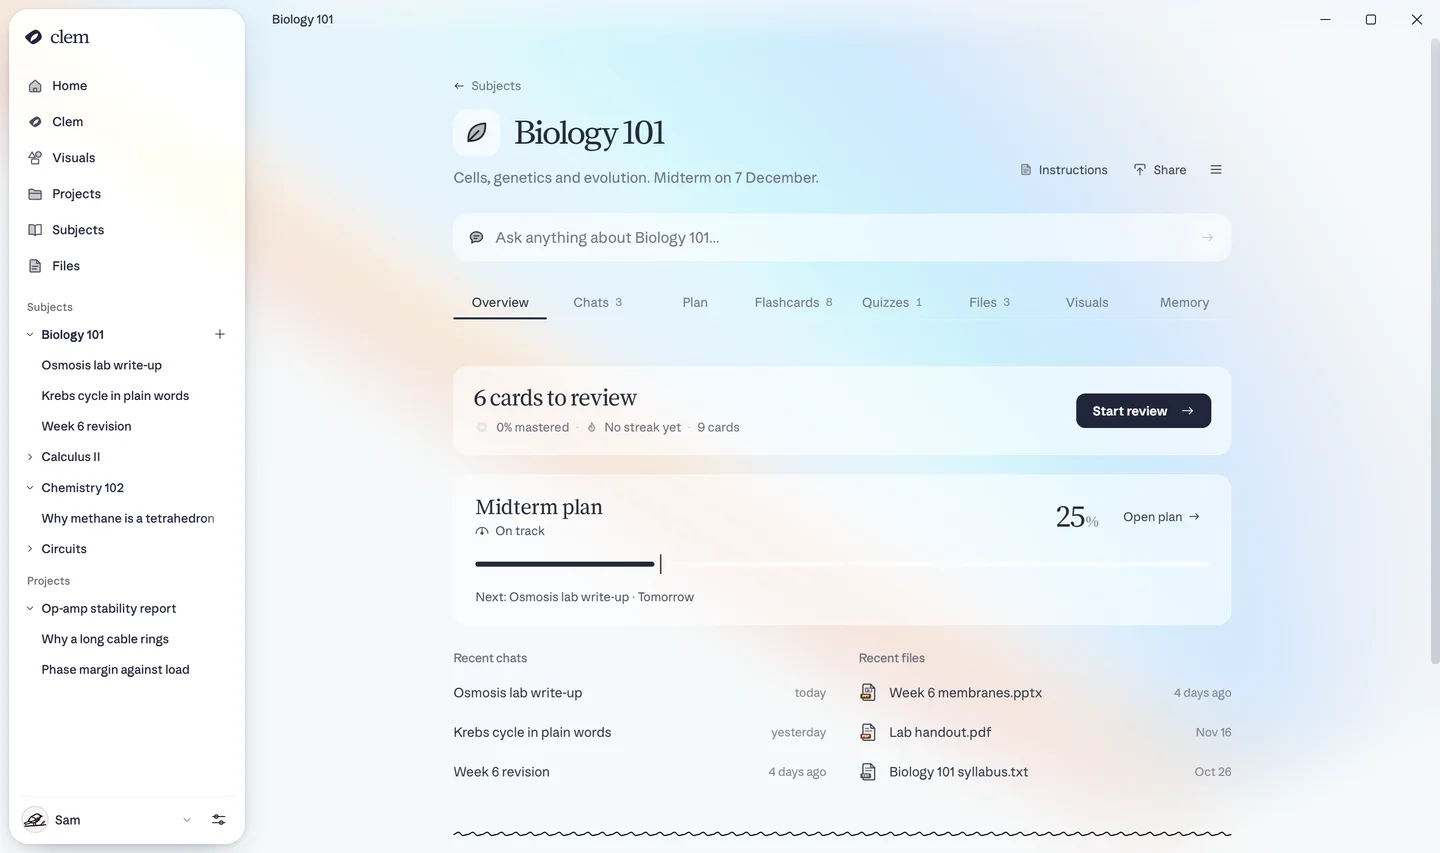 clem
Home
Clem
Visuals
Projects
Subjects
Files
Subjects
Biology 101
Osmosis lab write-up
Krebs cycle in plain words
Week 6 revision
Calculus II
Chemistry 102
Why methane is a tetrahedron
Circuits
Projects
Op-amp stability report
Why a long cable rings
Phase margin against load
Sam
Biology 101
Subjects
Biology 101
Cells, genetics and evolution. Midterm on 7 December.
Instructions
Share
Ask anything about Biology 101...
Overview
Chats 3
Plan
Flashcards 8
Quizzes 1
Files 3
Visuals
Memory
6 cards to review
0% mastered · No streak yet · 9 cards
Start review
Midterm plan
On track
25%
Open plan
Next: Osmosis lab write-up · Tomorrow
Recent chats
Osmosis lab write-up today
Krebs cycle in plain words yesterday
Week 6 revision 4 days ago
Recent files
Week 6 membranes.pptx 4 days ago
Lab handout.pdf Nov 16
Biology 101 syllabus.txt Oct 26